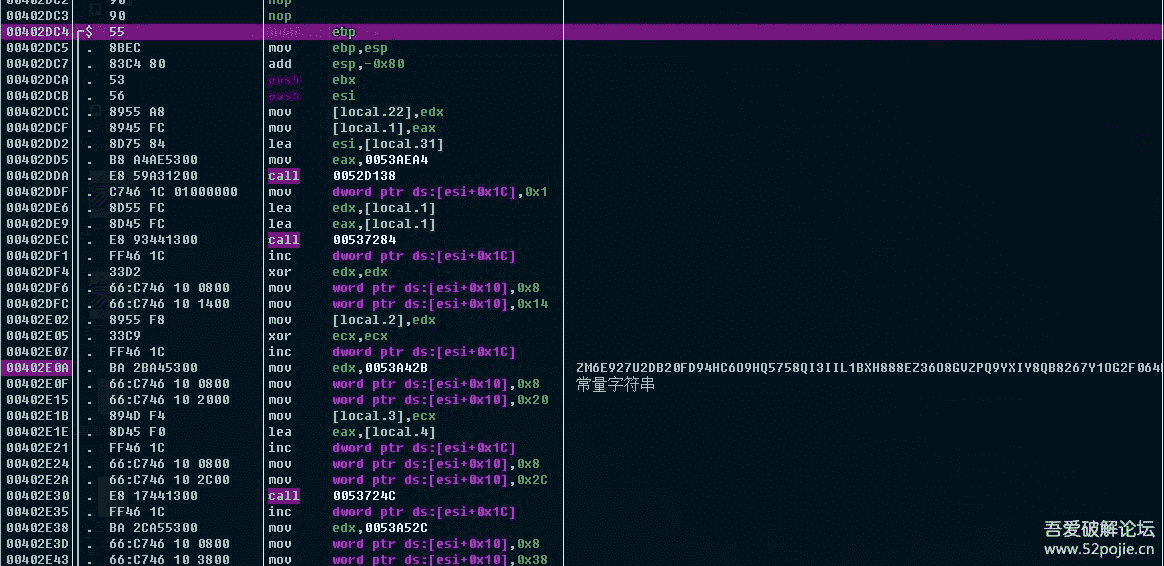 00402DC2 90 nop
00402DC3 90 nop
00402DC4 $ 55 ebp
00402DC5 . 8BEC mov ebp,esp
00402DC7 . 83C4 80 add esp,-0x80
00402DCA . 53 push ebx
00402DCB . 56 push esi
00402DCC . 8955 A8 mov [local.22],edx
00402DCF . 8945 FC mov [local.1],eax
00402DD2 . 8D75 84 lea esi,[local.31]
00402DD5 . B8 A4AE5300 mov eax,0053AEA4
00402DDA . E8 59A31200 call 0052D138
00402DDF . C746 1C 01000000 mov dword ptr ds:[esi+0x1C],0x1
00402DE6 . 8D55 FC lea edx,[local.1]
00402DE9 . 8D45 FC lea eax,[local.1]
00402DEC . E8 93441300 call 00537284
00402DF1 . FF46 1C inc dword ptr ds:[esi+0x1C]
00402DF4 . 33D2 xor edx,edx
00402DF6 . 66:C746 10 0800 mov word ptr ds:[esi+0x10],0x8
00402DFC . 66:C746 10 1400 mov word ptr ds:[esi+0x10],0x14
00402E02 . 8955 F8 mov [local.2],edx
00402E05 . 33C9 xor ecx,ecx
00402E07 . FF46 1C inc dword ptr ds:[esi+0x1C]
00402E0A . BA 2BA45300 mov edx,0053A42B ZM6E927U2DB20FD94HC6O9HQ5758QI3IIL1BXH888E236O8GVZPQ9YXIY8QB8267Y1OG2F064
00402E0F . 66:C746 10 0800 mov word ptr ds:[esi+0x10],0x8 常量字符串
00402E15 . 66:C746 10 2000 mov word ptr ds:[esi+0x10],0x20
00402E1B . 894D F4 mov [local.3],ecx
00402E1E . 8D45 F0 lea eax,[local.4]
00402E21 . FF46 1C inc dword ptr ds:[esi+0x1C]
00402E24 . 66:C746 10 0800 mov word ptr ds:[esi+0x10],0x8
00402E2A . 66:C746 10 2C00 mov word ptr ds:[esi+0x10],0x2C
00402E30 . E8 17441300 call 0053724C
00402E35 . FF46 1C inc dword ptr ds:[esi+0x1C]
00402E38 . BA 2CA55300 mov edx,0053A52C
00402E3D . 66:C746 10 0800 mov word ptr ds:[esi+0x10],0x8
00402E43 . 66:C746 10 3800 mov word ptr ds:[esi+0x10],0x38
吾爱破解论坛
www.52pojie.cn